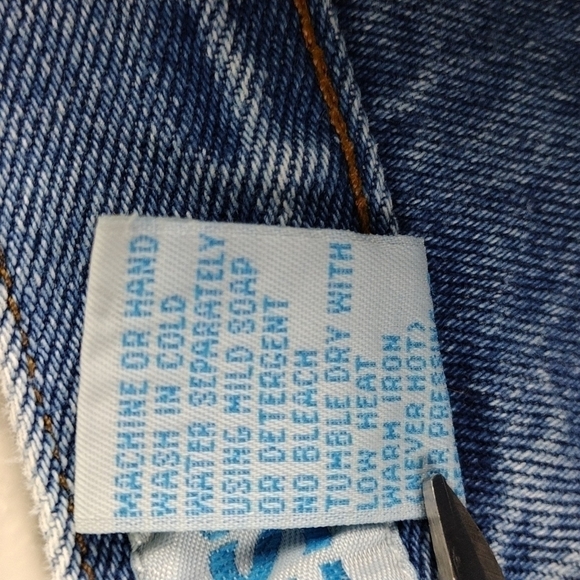 MACHINE OR HAND
WASH IN COLD
WATER SEPARATELY
USING MILD SOAP
OR DETERGENT
NO BLEACH
TUMBLE DRY WITH
LOW HEAT
WARM IRON
NEVER HOT)
R PRESS